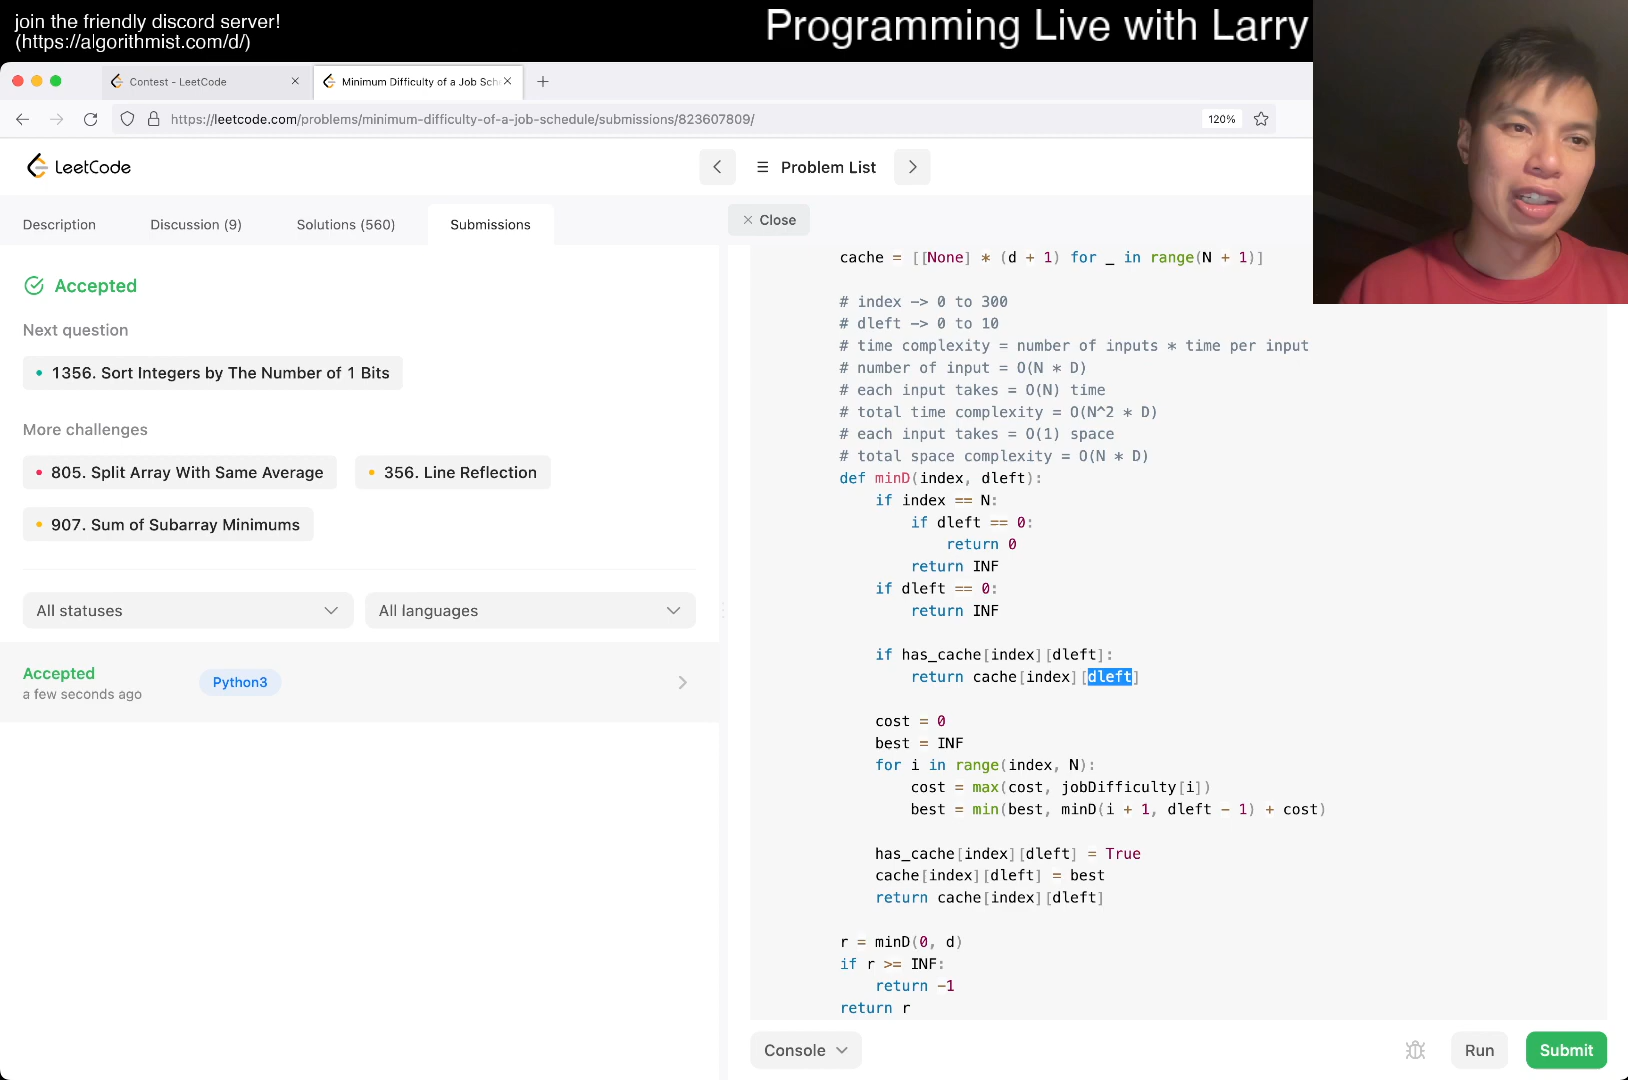 join the friendly discord server!
(https://algorithmist.com/d/)
Programming Live with Larry
Contest - LeetCode
Minimum Difficulty of a Job Sch
https://leetcode.com/problems/minimum-difficulty-of-a-job-schedule/submissions/823607809/
120%
LeetCode
Problem List
Description
Discussion (9)
Solutions (560)
Submissions
Close
Accepted
Next question
1356. Sort Integers by The Number of 1 Bits
More challenges
805. Split Array With Same Average
356. Line Reflection
907. Sum of Subarray Minimums
All statuses
All languages
Accepted
a few seconds ago
Python3
cache = [[None] * (d + 1) for _ in range(N + 1)]
# index -> 0 to 300
# dleft -> 0 to 10
# time complexity = number of inputs * time per input
# number of input = O(N * D)
# each input takes = O(N) time
# total time complexity = O(N^2 * D)
# each input takes = O(1) space
# total space complexity = O(N * D)
def minD(index, dleft):
if index == N:
if dleft == 0:
return 0
return INF
if dleft == 0:
return INF
if has_cache[index][dleft]:
return cache[index][dleft]
cost = 0
best = INF
for i in range(index, N):
cost = max(cost, jobDifficulty[i])
best = min(best, minD(i + 1, dleft - 1) + cost)
has_cache[index][dleft] = True
cache[index][dleft] = best
return cache[index][dleft]
r = minD(0, d)
if r >= INF:
return -1
return r
Console
Run
Submit